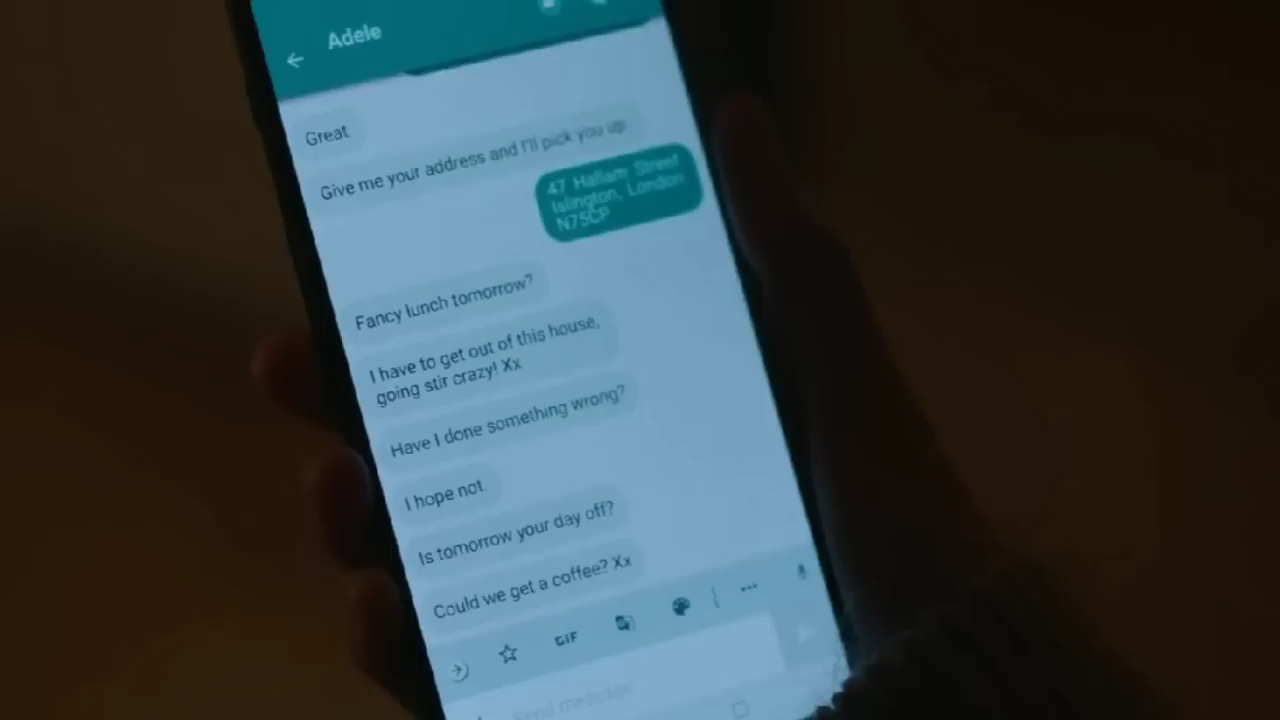 Adele
Great
Give me your address and I'll pick you up
47 Hallam Street
Islington, London
N75CP
Fancy lunch tomorrow?
I have to get out of this house,
going stir crazy! Xx
Have I done something wrong?
I hope not.
Is tomorrow your day off?
Could we get a coffee? Xx
GIF
Send message